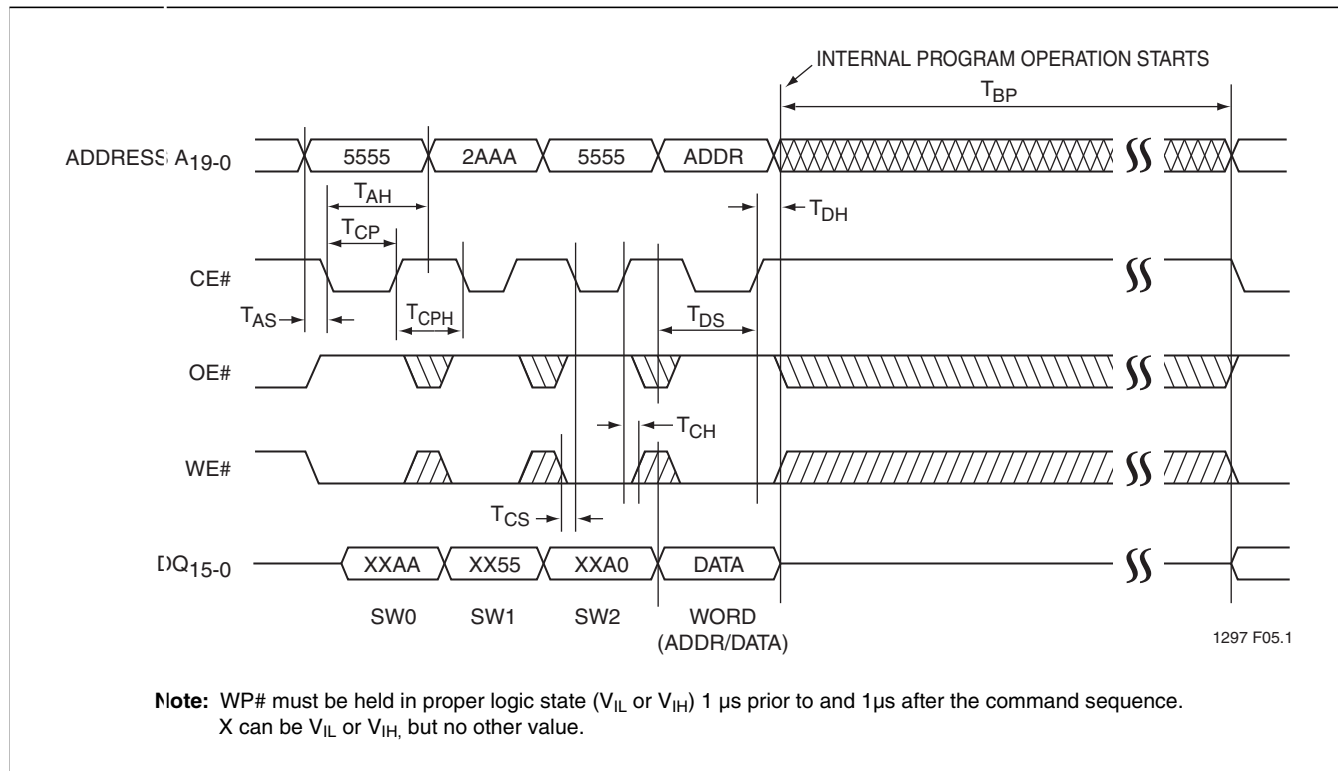 INTERNAL PROGRAM OPERATION STARTS
TBP
ADDRESS A19-0
5555
2AAA
5555
ADDR
TAH
TDH
TCP
CE#
TAS
TCPH
TDS
OE#
TCH
WE#
TCS
DQ15-0
XXAA
XX55
XXA0
DATA
SW0
SW1
SW2
WORD
(ADDR/DATA)
1297 F05.1
Note: WP# must be held in proper logic state (VIL or VIH) 1 µs prior to and 1µs after the command sequence.
X can be VIL or VIH, but no other value.